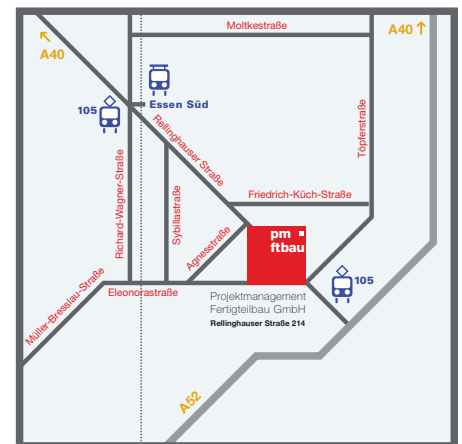 Moltkestraße
A40
A40
Essen Süd
105
Rellinghauser Straße
Töpferstraße
Richard-Wagner-Straße
Sybillastraße
Friedrich-Küch-Straße
Agnesstraße
pm
ftbau
Müller-Bresslau-Straße
Eleonorastraße
105
Projektmanagement
Fertigteilbau GmbH
Rellinghauser Straße 214
A52